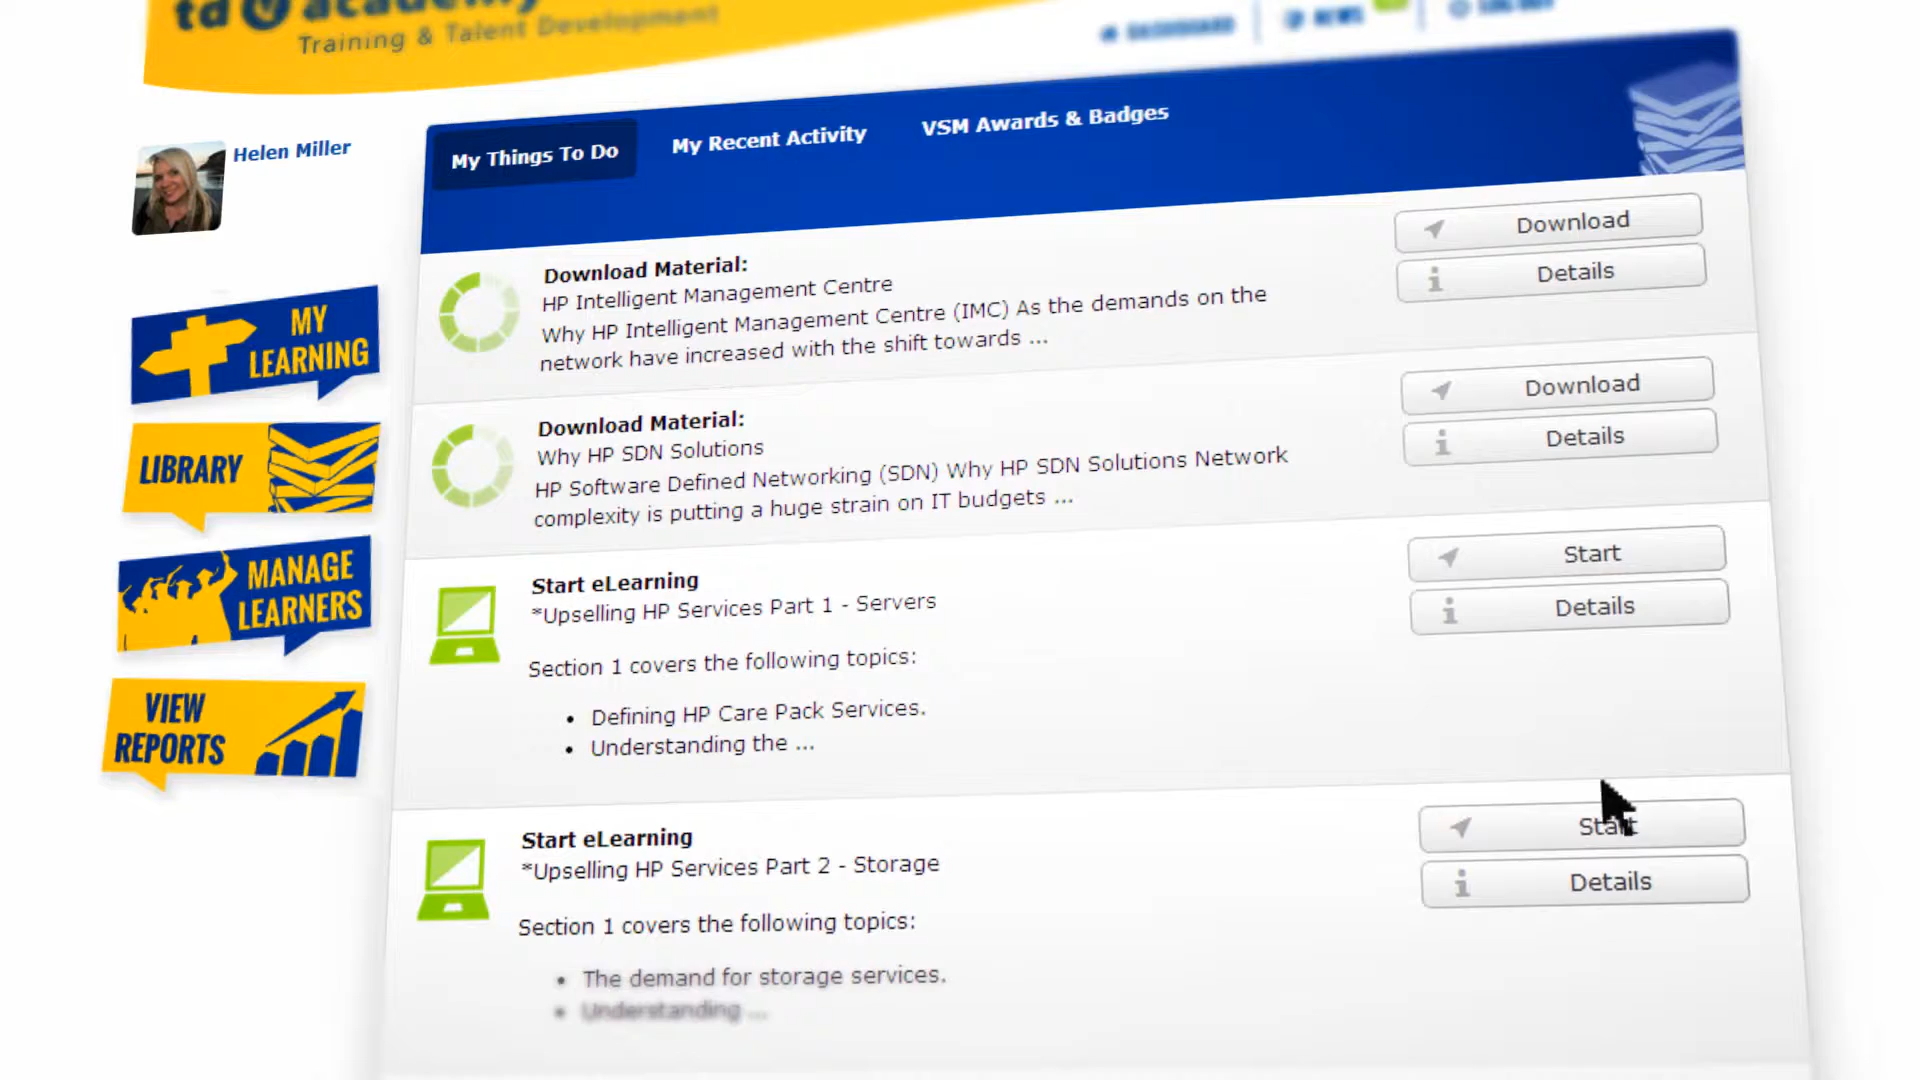 td v academy
Training & Talent Development
DASHBOARD
NEWS
LOG OUT
Helen Miller
My Things To Do
My Recent Activity
VSM Awards & Badges
MY
LEARNING
LIBRARY
MANAGE
LEARNERS
VIEW
REPORTS
Download Material:
HP Intelligent Management Centre
Why HP Intelligent Management Centre (IMC) As the demands on the
network have increased with the shift towards ...
Download
Details
Download Material:
Why HP SDN Solutions
HP Software Defined Networking (SDN) Why HP SDN Solutions Network
complexity is putting a huge strain on IT budgets ...
Download
Details
Start eLearning
*Upselling HP Services Part 1 - Servers
Section 1 covers the following topics:
• Defining HP Care Pack Services.
• Understanding the ...
Start
Details
Start eLearning
*Upselling HP Services Part 2 - Storage
Section 1 covers the following topics:
• The demand for storage services.
• Understanding ...
Start
Details